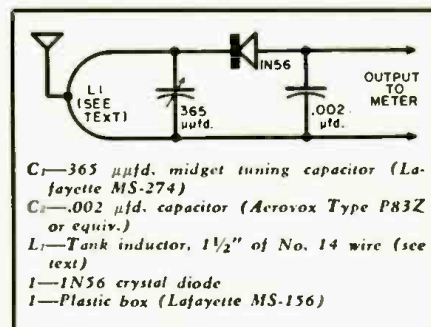 L1
(SEE
TEXT)
365
μμfd.
1N56
.002
μfd.
OUTPUT
TO
METER
C1—365 μμfd. midget tuning capacitor (La-
fayette MS-274)
C2—.002 μfd. capacitor (Aerovox Type P83Z
or equiv.)
L1—Tank inductor, 1½" of No. 14 wire (see
text)
1—1N56 crystal diode
1—Plastic box (Lafayette MS-156)